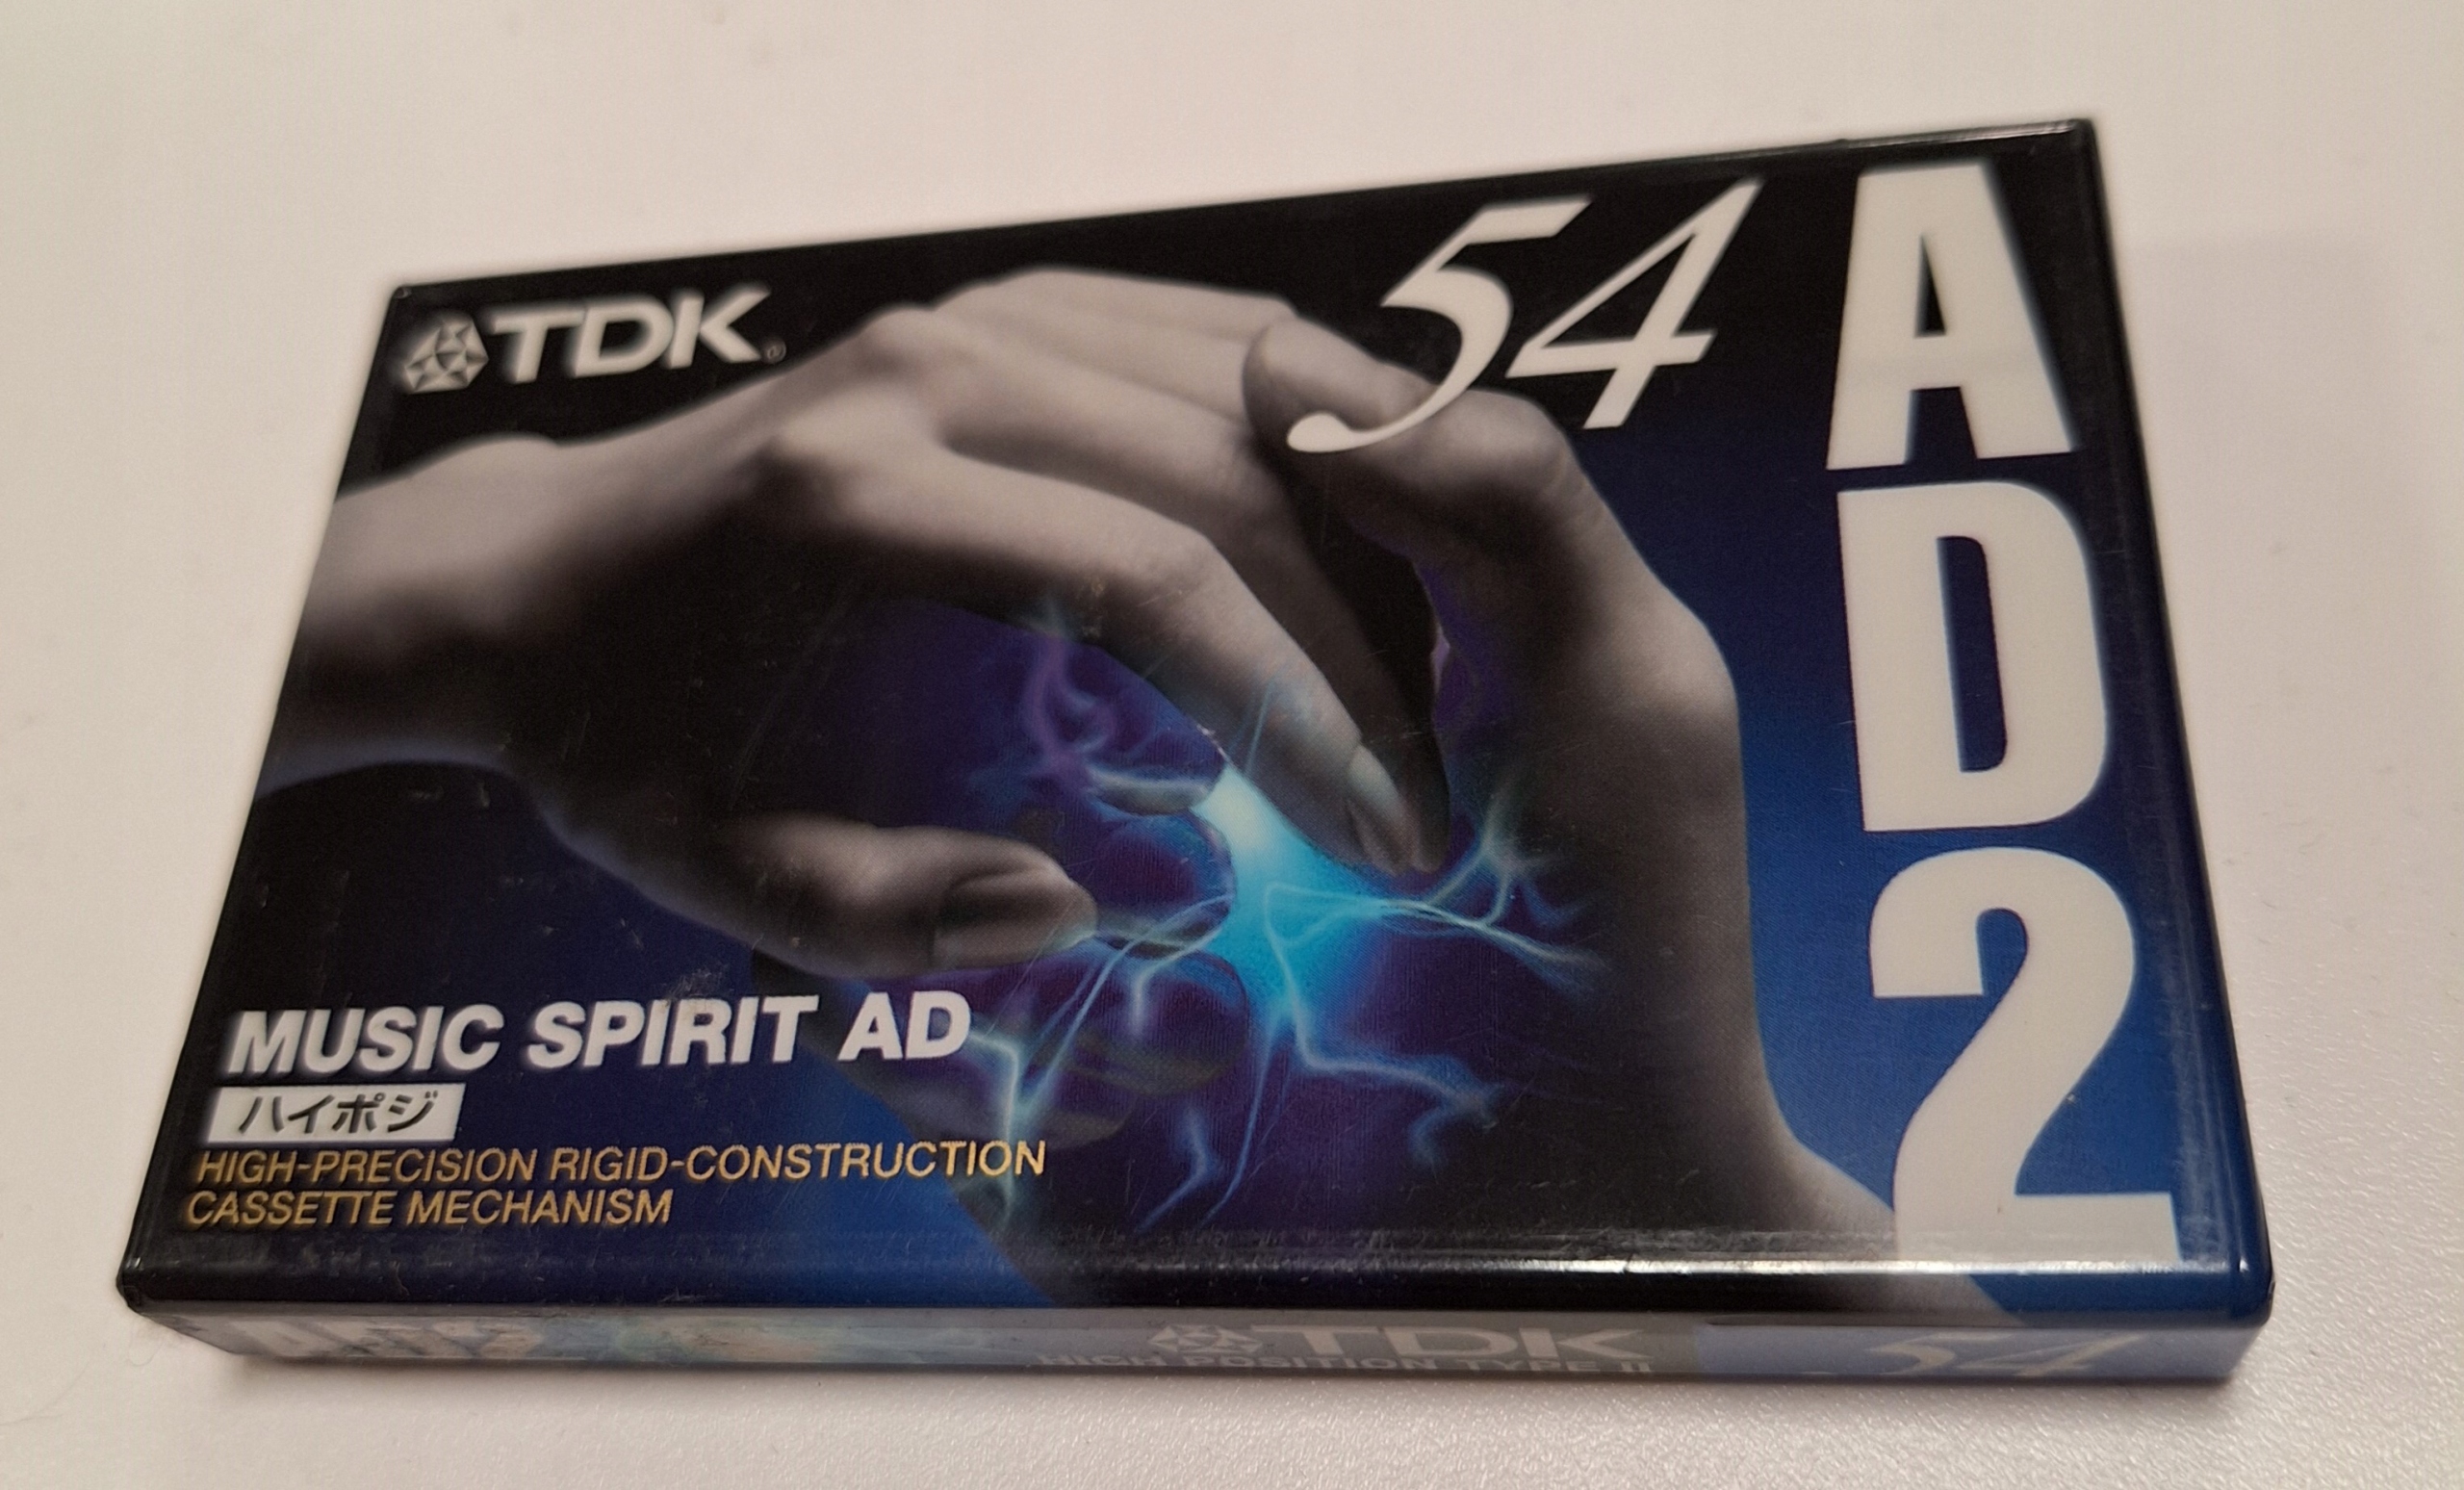 TDK®
54
AD2
MUSIC SPIRIT AD
ハイポジ
HIGH-PRECISION RIGID-CONSTRUCTION
CASSETTE MECHANISM
TDK
HIGH POSITION TYPE II
54